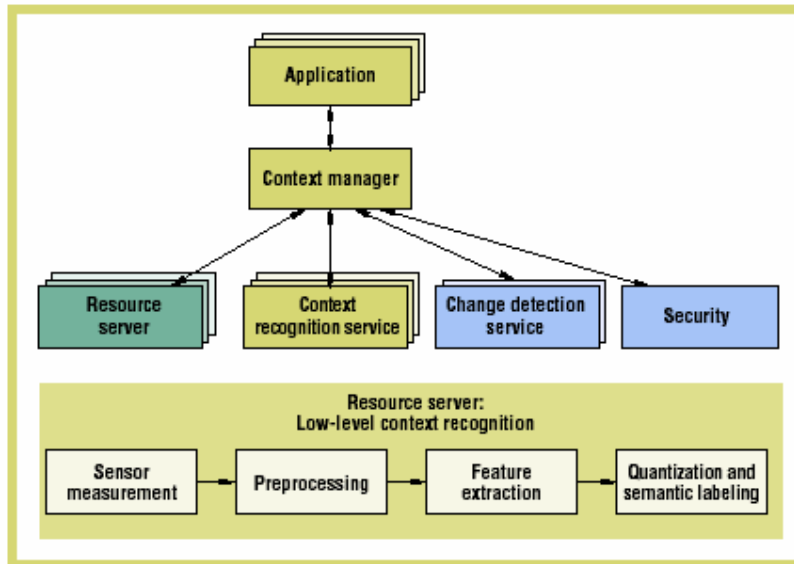 Application
Context manager
Resource
server
Context
recognition service
Change detection
service
Security
Resource server:
Low-level context recognition
Sensor
measurement
Preprocessing
Feature
extraction
Quantization and
semantic labeling